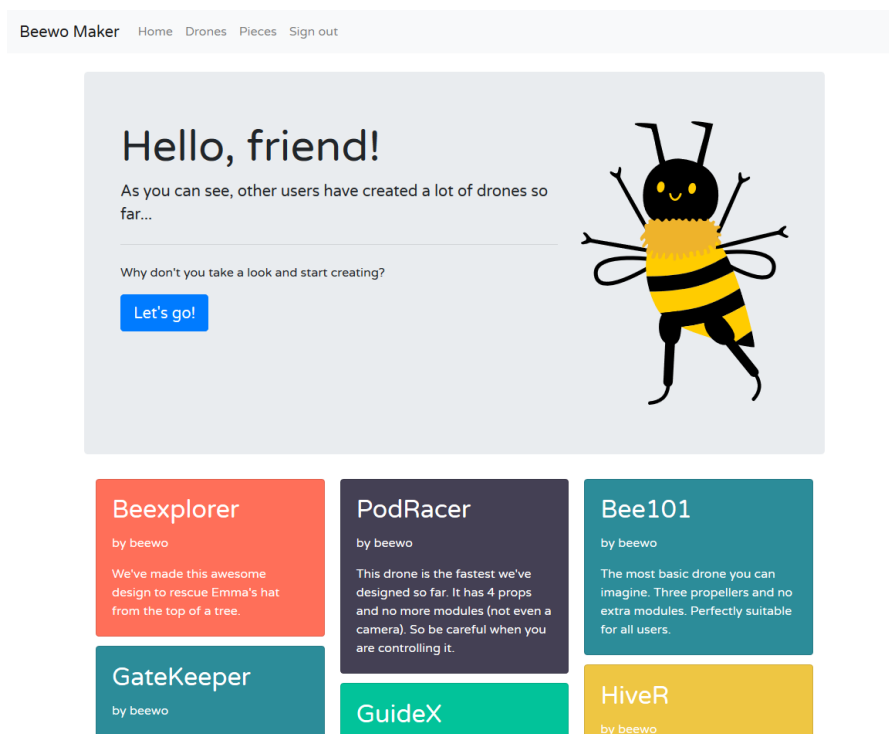 Beewo Maker Home Drones Pieces Sign out
Hello, friend!
As you can see, other users have created a lot of drones so
far...
Why don't you take a look and start creating?
Let's go!
Beexplorer
by beewo
We've made this awesome
design to rescue Emma's hat
from the top of a tree.
GateKeeper
by beewo
PodRacer
by beewo
This drone is the fastest we've
designed so far. It has 4 props
and no more modules (not even a
camera). So be careful when you
are controlling it.
GuideX
Bee101
by beewo
The most basic drone you can
imagine. Three propellers and no
extra modules. Perfectly suitable
for all users.
HiveR
by beewo